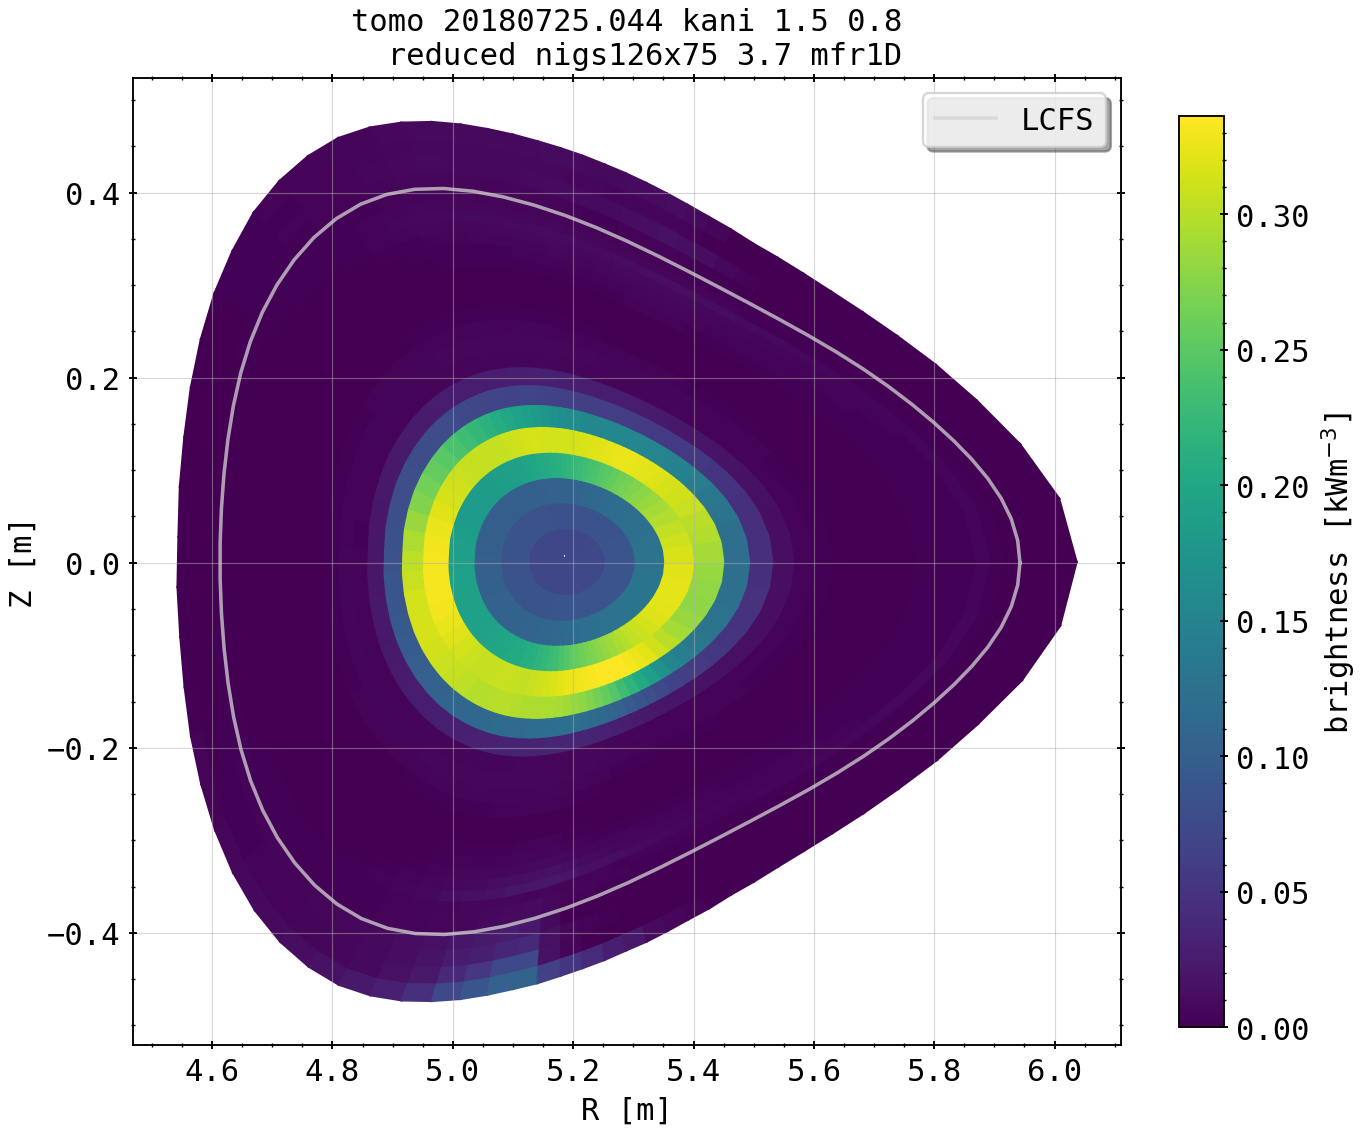 tomo 20180725.044 kani 1.5 0.8
reduced nigs126x75 3.7 mfr1D
LCFS
0.4
0.2
0.0
−0.2
−0.4
Z [m]
4.6 4.8 5.0 5.2 5.4 5.6 5.8 6.0
R [m]
0.30
0.25
0.20
0.15
0.10
0.05
0.00
brightness [kWm⁻³]